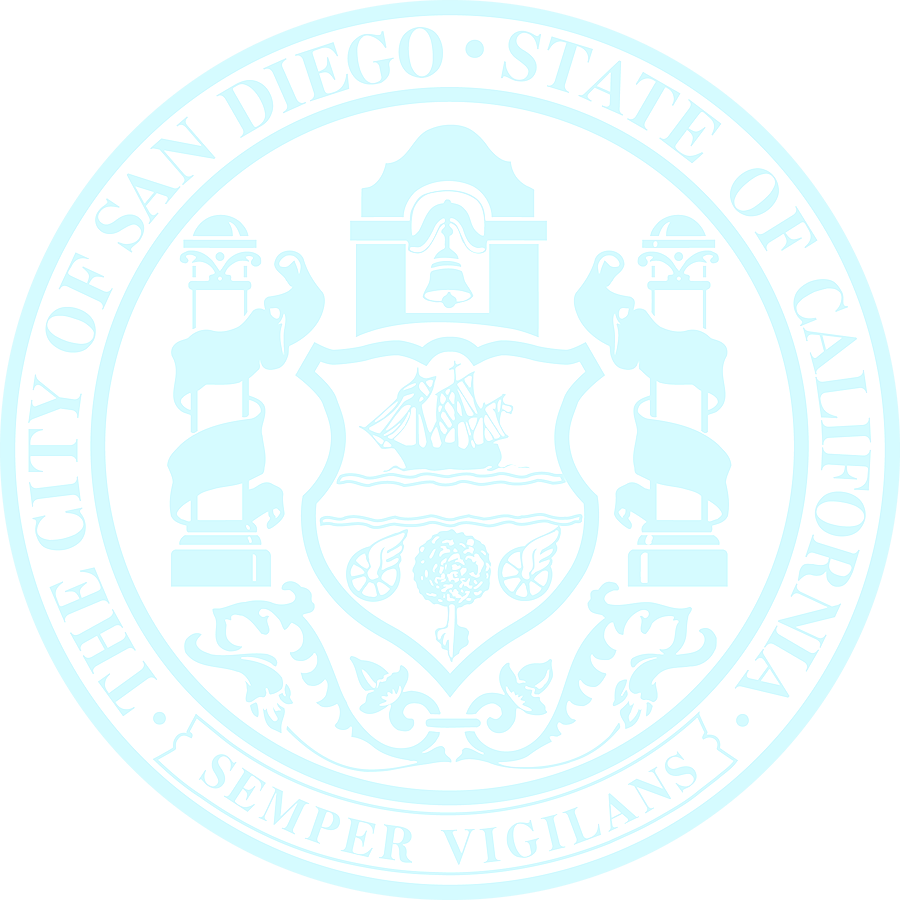 THE CITY OF SAN DIEGO • STATE OF CALIFORNIA •
SEMPER VIGILANS •